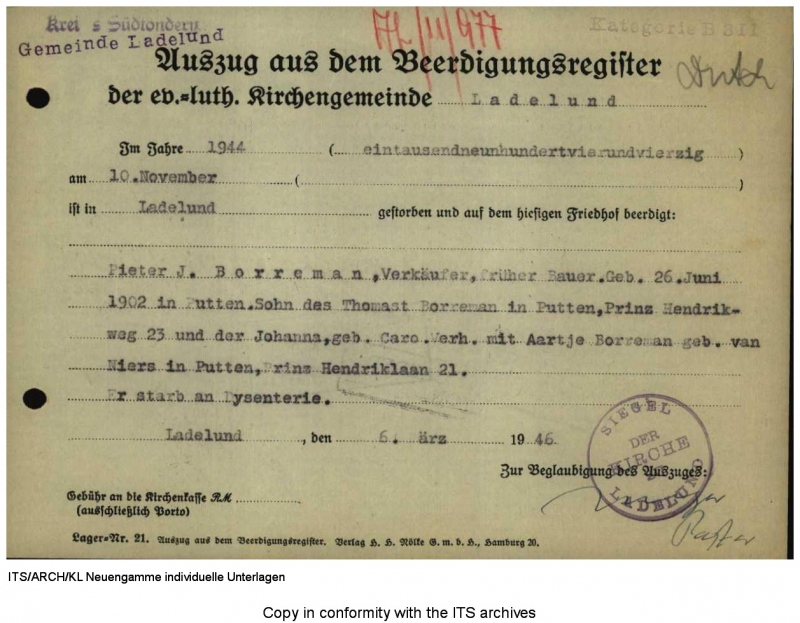 Krei s Südtondern
Gemeinde Ladelund
Kategorie B 3II
Auszug aus dem Beerdigungsregister
der ev.=luth. Kirchengemeinde Ladelund
Im Jahre 1944 ( eintausendneunhundertvierundvierzig )
am 10.November ( )
ist in Ladelund gestorben und auf dem hiesigen Friedhof beerdigt:
Pieter J. Borreman,Verkäufer,früher Bauer.Geb. 26.Juni
1902 in Putten.Sohn des Thomast Borreman in Putten,Prinz Hendrik-
weg 23 und der Johanna,geb. Caro.Verh. mit Aartje Borreman geb. van
Niers in Putten,Prinz Hendriklaan 21.
Er starb an Dysenterie.
Ladelund , den 6. ärz 1946
SIEGEL DER KIRCHE LADELUND
Zur Beglaubigung des Auszuges:
Pastor
Gebühr an die Kirchenkasse RM
(ausschließlich Porto)
Lager=Nr. 21. Auszug aus dem Beerdigungsregister. Verlag H. H. Nölke G. m. b. H., Hamburg 20.
ITS/ARCH/KL Neuengamme individuelle Unterlagen
Copy in conformity with the ITS archives